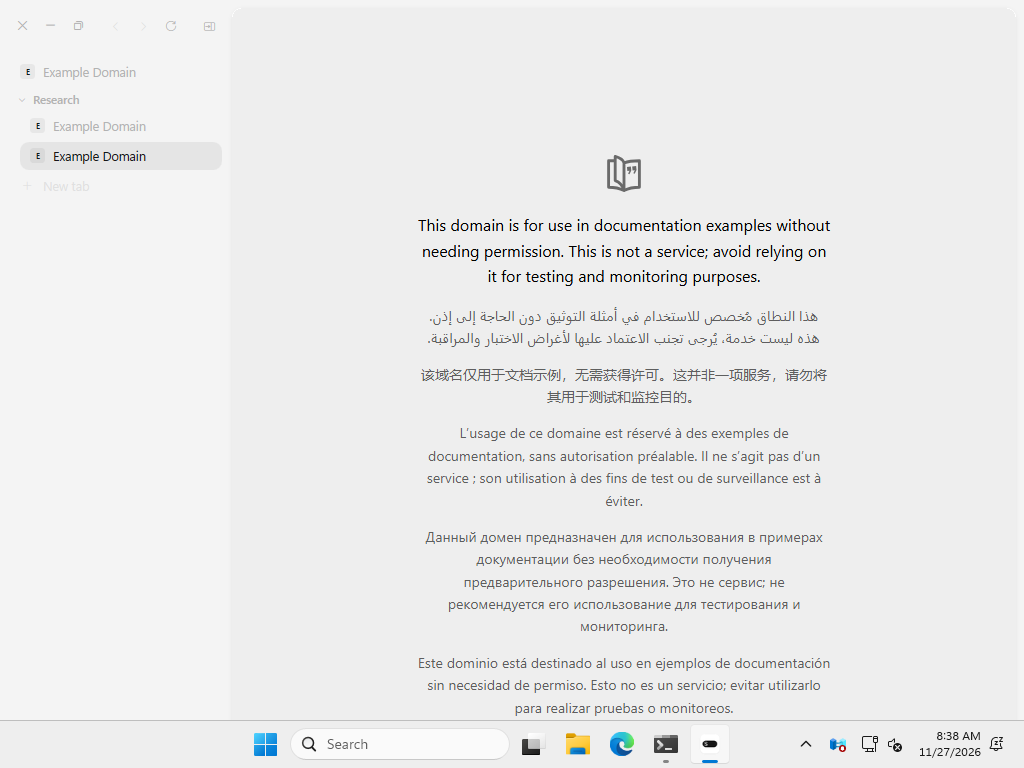 E Example Domain
Research
E Example Domain
E Example Domain
+ New tab
This domain is for use in documentation examples without
needing permission. This is not a service; avoid relying on
it for testing and monitoring purposes.
هذا النطاق مُخصص للاستخدام في أمثلة التوثيق دون الحاجة إلى إذن.
هذه ليست خدمة، يُرجى تجنب الاعتماد عليها لأغراض الاختبار والمراقبة.
该域名仅用于文档示例，无需获得许可。这并非一项服务，请勿将
其用于测试和监控目的。
L’usage de ce domaine est réservé à des exemples de
documentation, sans autorisation préalable. Il ne s’agit pas d’un
service ; son utilisation à des fins de test ou de surveillance est à
éviter.
Данный домен предназначен для использования в примерах
документации без необходимости получения
предварительного разрешения. Это не сервис; не
рекомендуется его использование для тестирования и
мониторинга.
Este dominio está destinado al uso en ejemplos de documentación
sin necesidad de permiso. Esto no es un servicio; evitar utilizarlo
para realizar pruebas o monitoreos.
Search
8:38 AM
11/27/2026